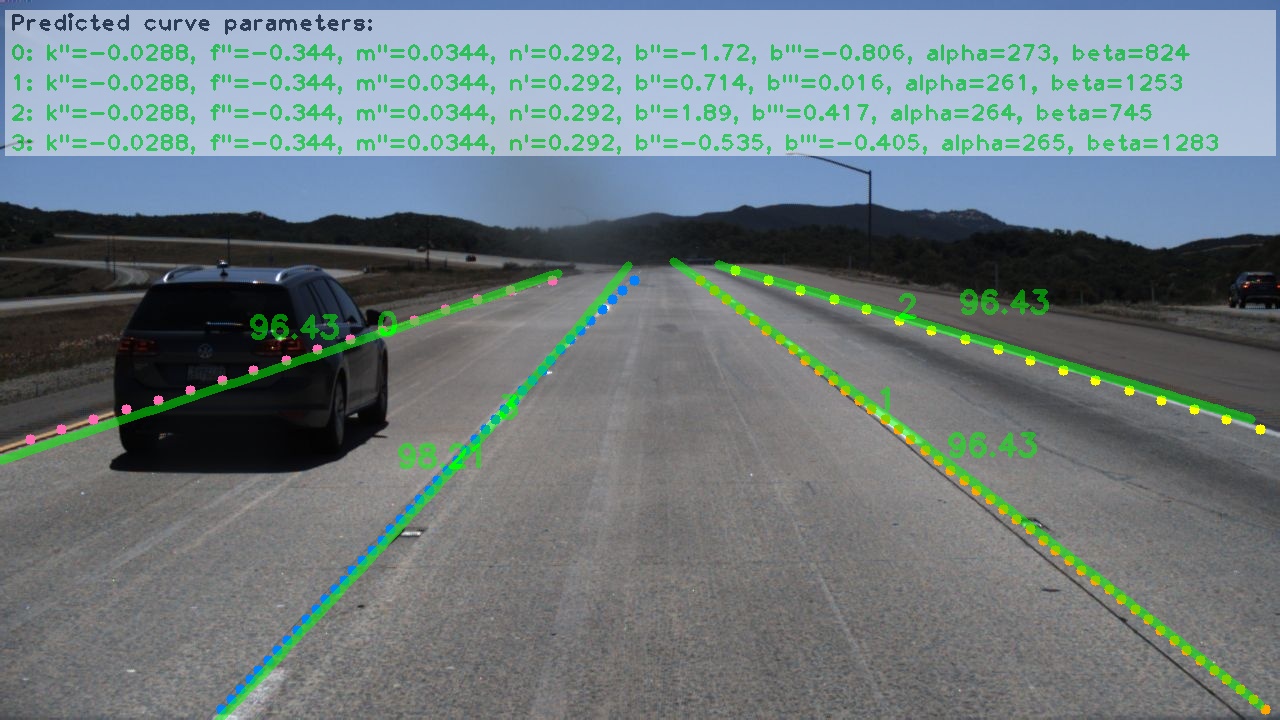 Predicted curve parameters:
0: k''=-0.0288, f''=-0.344, m''=0.0344, n'=0.292, b''=-1.72, b'''=-0.806, alpha=273, beta=824
1: k''=-0.0288, f''=-0.344, m''=0.0344, n'=0.292, b''=0.714, b'''=0.016, alpha=261, beta=1253
2: k''=-0.0288, f''=-0.344, m''=0.0344, n'=0.292, b''=1.89, b'''=0.417, alpha=264, beta=745
3: k''=-0.0288, f''=-0.344, m''=0.0344, n'=0.292, b''=-0.535, b'''=-0.405, alpha=265, beta=1283
96.43 0
2 96.43
1
96.43
98.21